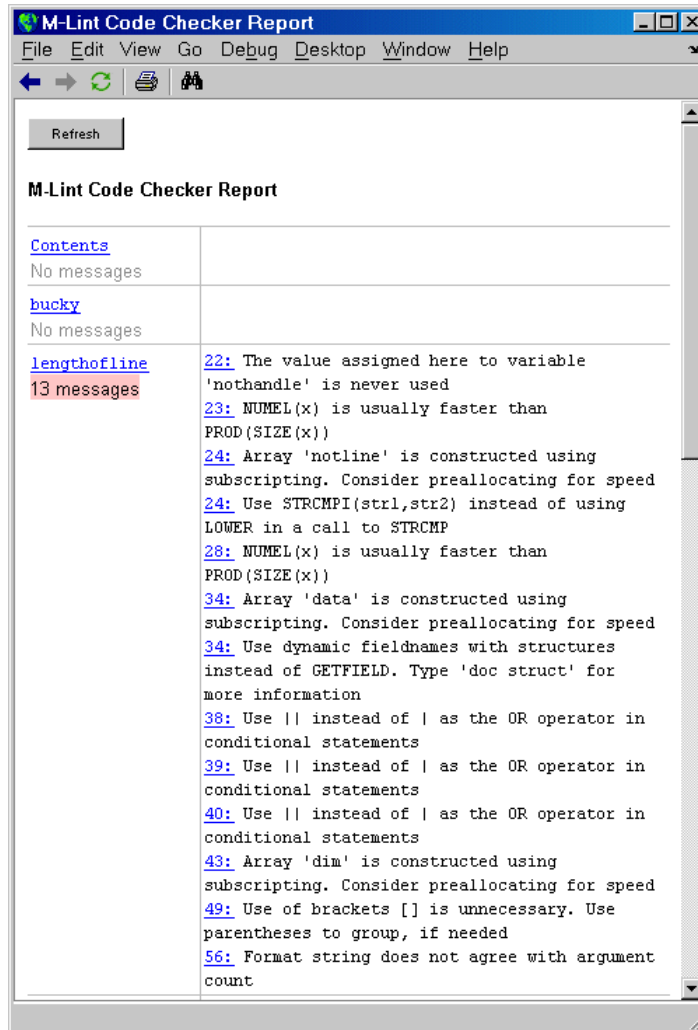 M-Lint Code Checker Report
File Edit View Go Debug Desktop Window Help
Refresh
M-Lint Code Checker Report
Contents
No messages
bucky
No messages
lengthofline
13 messages
22: The value assigned here to variable
'nothandle' is never used
23: NUMEL(x) is usually faster than
PROD(SIZE(x))
24: Array 'notline' is constructed using
subscripting. Consider preallocating for speed
24: Use STRCMPI(str1,str2) instead of using
LOWER in a call to STRCMP
28: NUMEL(x) is usually faster than
PROD(SIZE(x))
34: Array 'data' is constructed using
subscripting. Consider preallocating for speed
34: Use dynamic fieldnames with structures
instead of GETFIELD. Type 'doc struct' for
more information
38: Use || instead of | as the OR operator in
conditional statements
39: Use || instead of | as the OR operator in
conditional statements
40: Use || instead of | as the OR operator in
conditional statements
43: Array 'dim' is constructed using
subscripting. Consider preallocating for speed
49: Use of brackets [] is unnecessary. Use
parentheses to group, if needed
56: Format string does not agree with argument
count